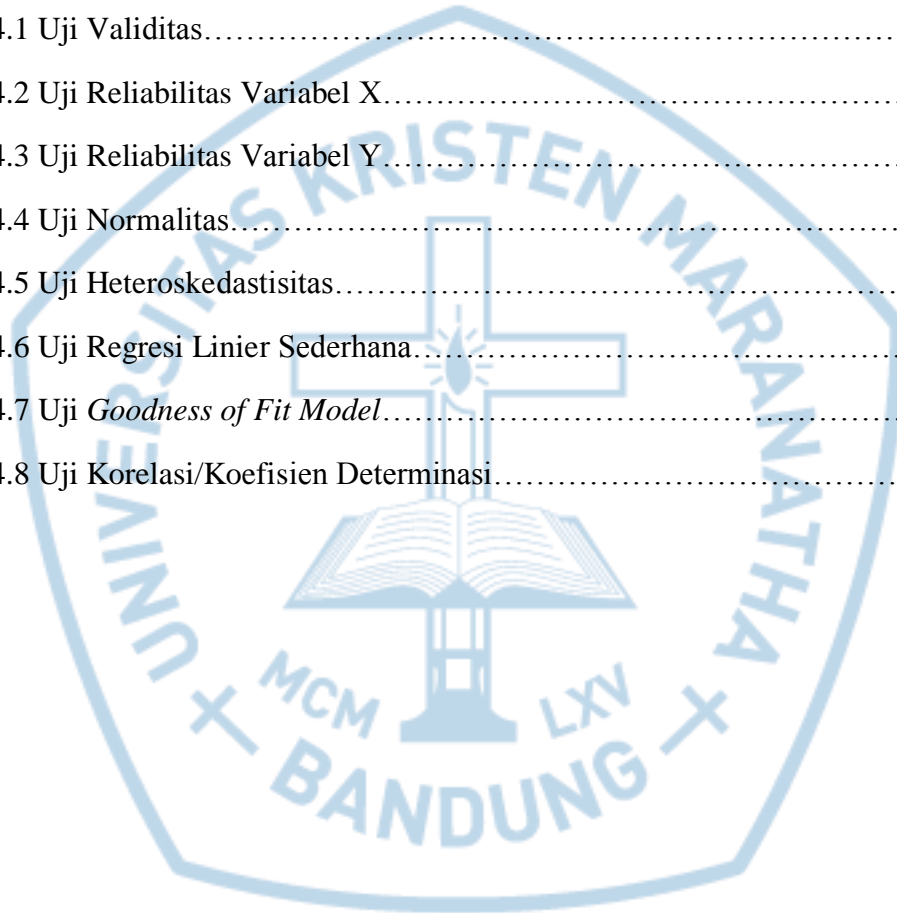 4.1 Uji Validitas……………………………………………………………
4.2 Uji Reliabilitas Variabel X……………………………………………
4.3 Uji Reliabilitas Variabel Y……………………………………………
4.4 Uji Normalitas…………………………………………………………
4.5 Uji Heteroskedastisitas…………………………………………………
4.6 Uji Regresi Linier Sederhana…………………………………………
4.7 Uji Goodness of Fit Model……………………………………………
4.8 Uji Korelasi/Koefisien Determinasi……………………………………
UNIVERSITAS KRISTEN MARANATHA
MCM LXV
BANDUNG